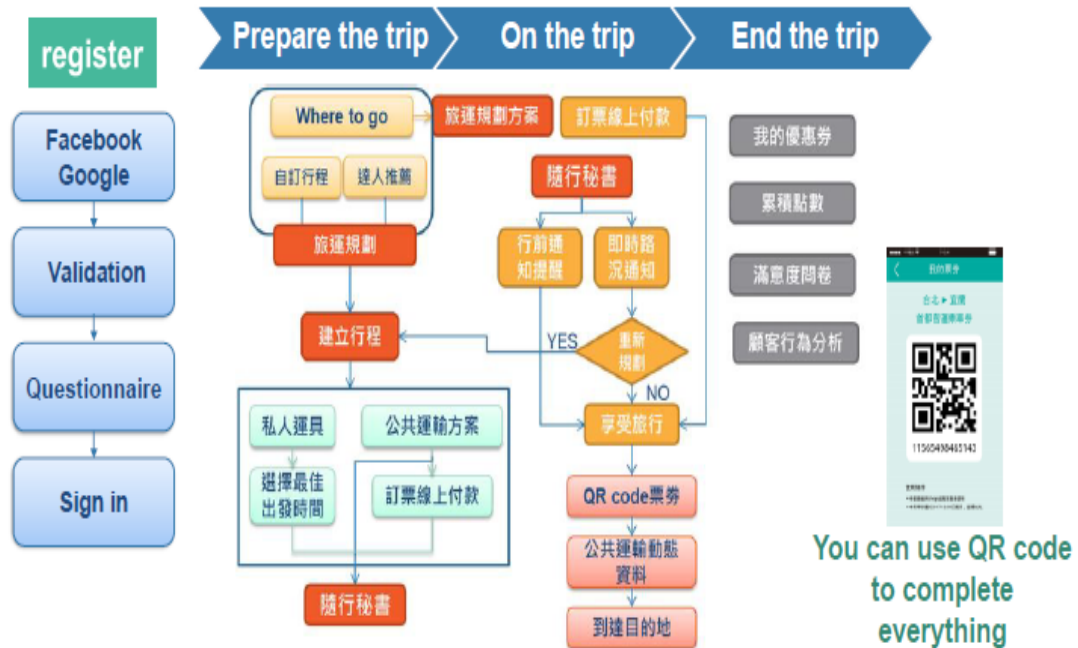 register
Prepare the trip
On the trip
End the trip
Facebook
Google
Validation
Questionnaire
Sign in
Where to go
自訂行程
達人推薦
旅運規劃
建立行程
私人運具
選擇最佳
出發時間
公共運輸方案
訂票線上付款
隨行秘書
旅運規劃方案
訂票線上付款
隨行秘書
行前通
知提醒
即時路
況通知
重新
規劃
YES
NO
享受旅行
QR code票券
公共運輸動態
資料
到達目的地
我的優惠券
累積點數
滿意度問卷
顧客行為分析
我的票券
台北 ▶ 宜蘭
You can use QR code
to complete
everything